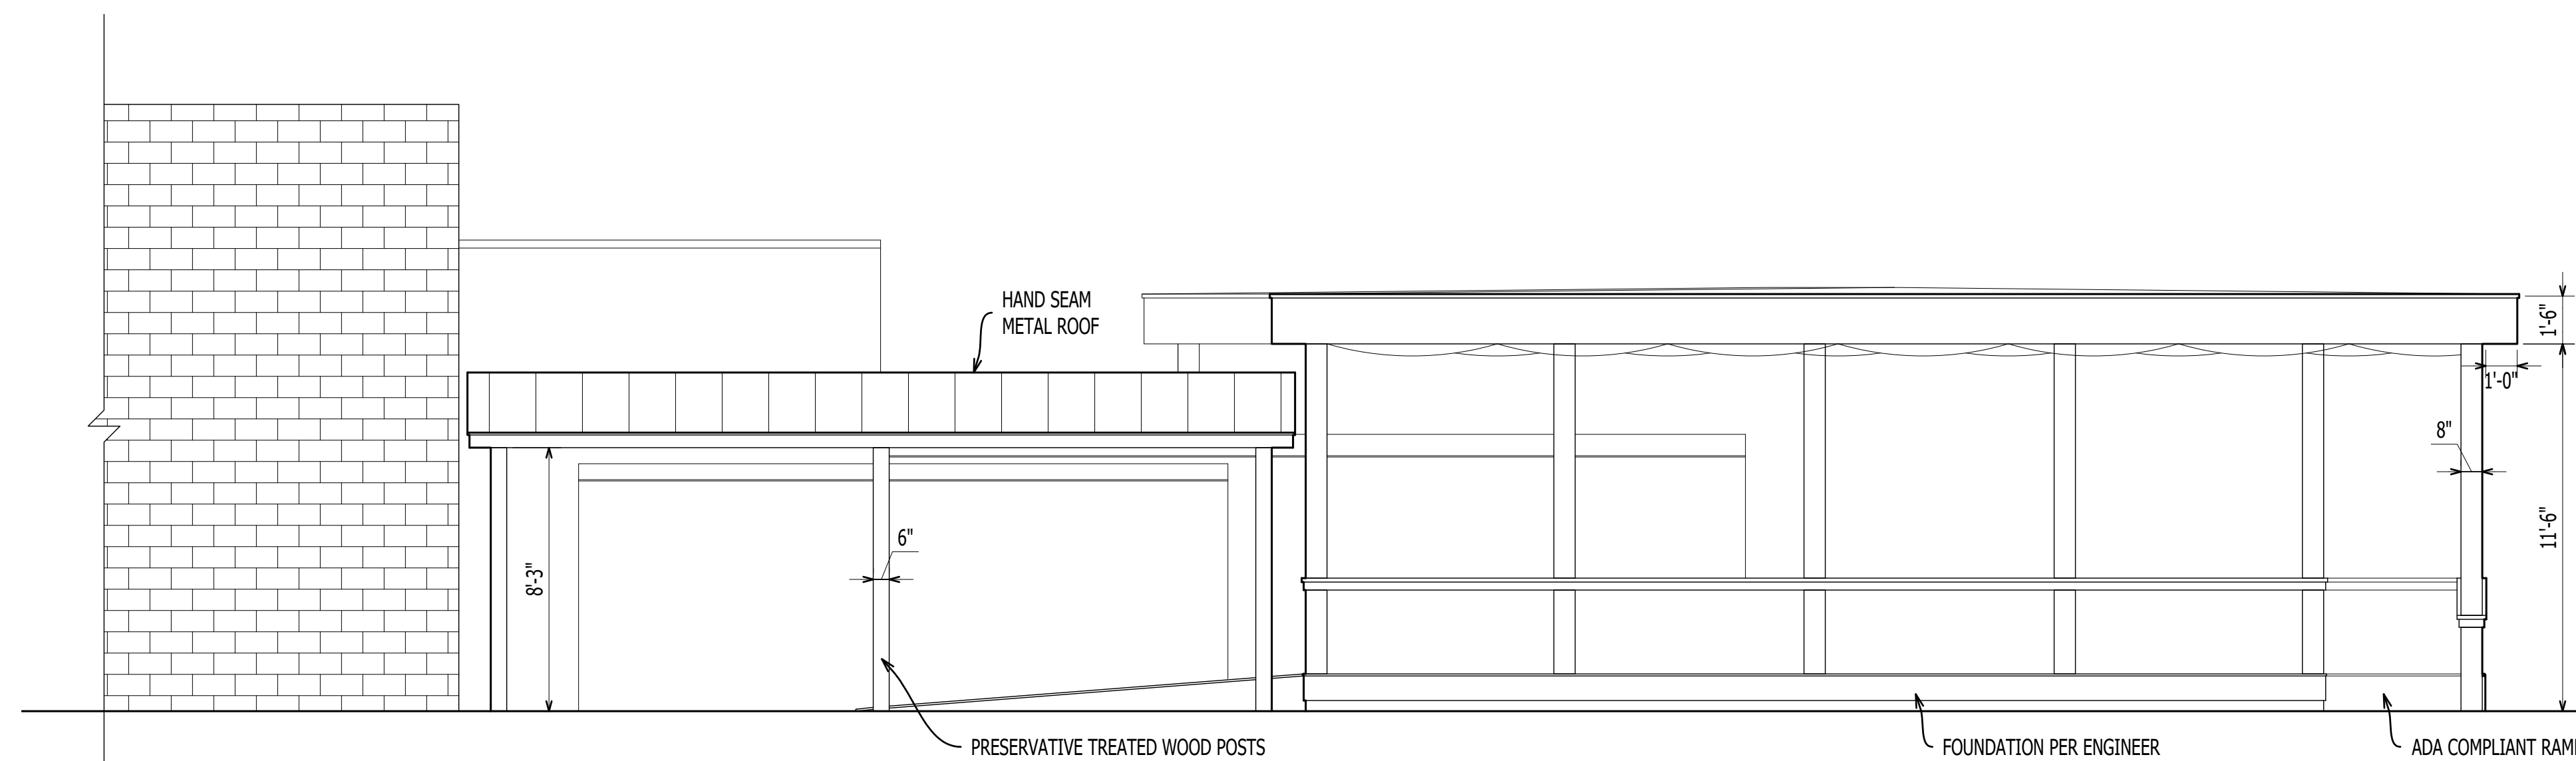 HAND SEAM
METAL ROOF
1'-6"
1'-0"
8"
6"
8'-3"
11'-6"
PRESERVATIVE TREATED WOOD POSTS
FOUNDATION PER ENGINEER
ADA COMPLIANT